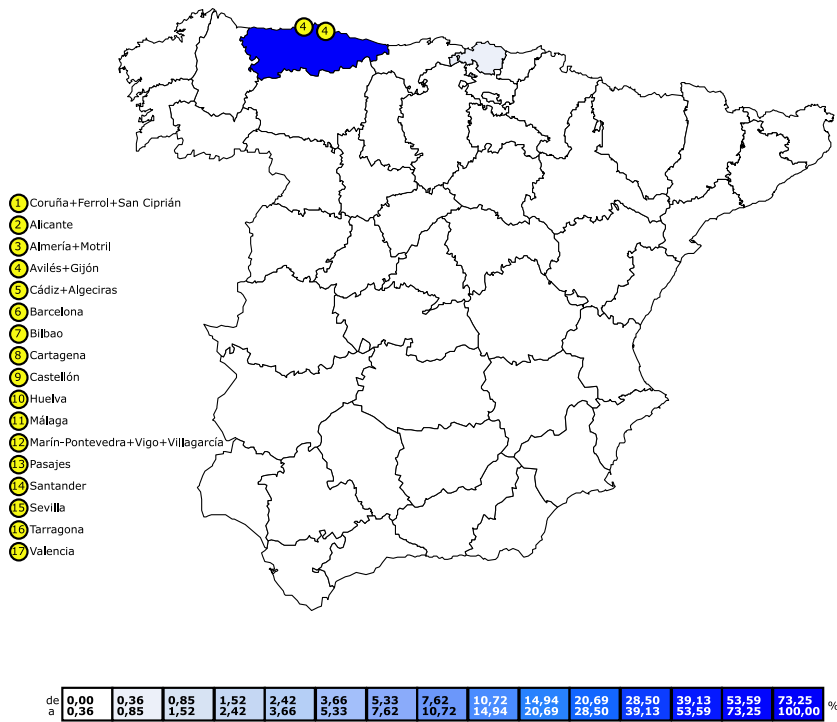 4 4
1 Coruña+Ferrol+San Ciprián
2 Alicante
3 Almería+Motril
4 Avilés+Gijón
5 Cádiz+Algeciras
6 Barcelona
7 Bilbao
8 Cartagena
9 Castellón
10 Huelva
11 Málaga
12 Marín-Pontevedra+Vigo+Villagarcía
13 Pasajes
14 Santander
15 Sevilla
16 Tarragona
17 Valencia
de 0,00 0,36 0,85 1,52 2,42 3,66 5,33 7,62 10,72 14,94 20,69 28,50 39,13 53,59 73,25 %
a 0,36 0,85 1,52 2,42 3,66 5,33 7,62 10,72 14,94 20,69 28,50 39,13 53,59 73,25 100,00